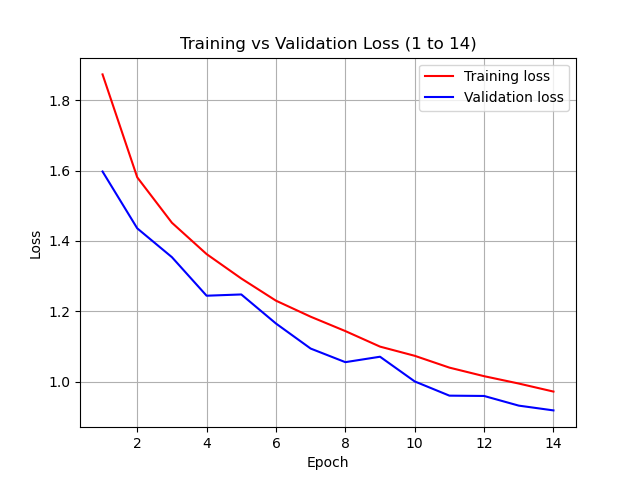 Training vs Validation Loss (1 to 14)
Training loss
Validation loss
Loss
1.8
1.6
1.4
1.2
1.0
2 4 6 8 10 12 14
Epoch